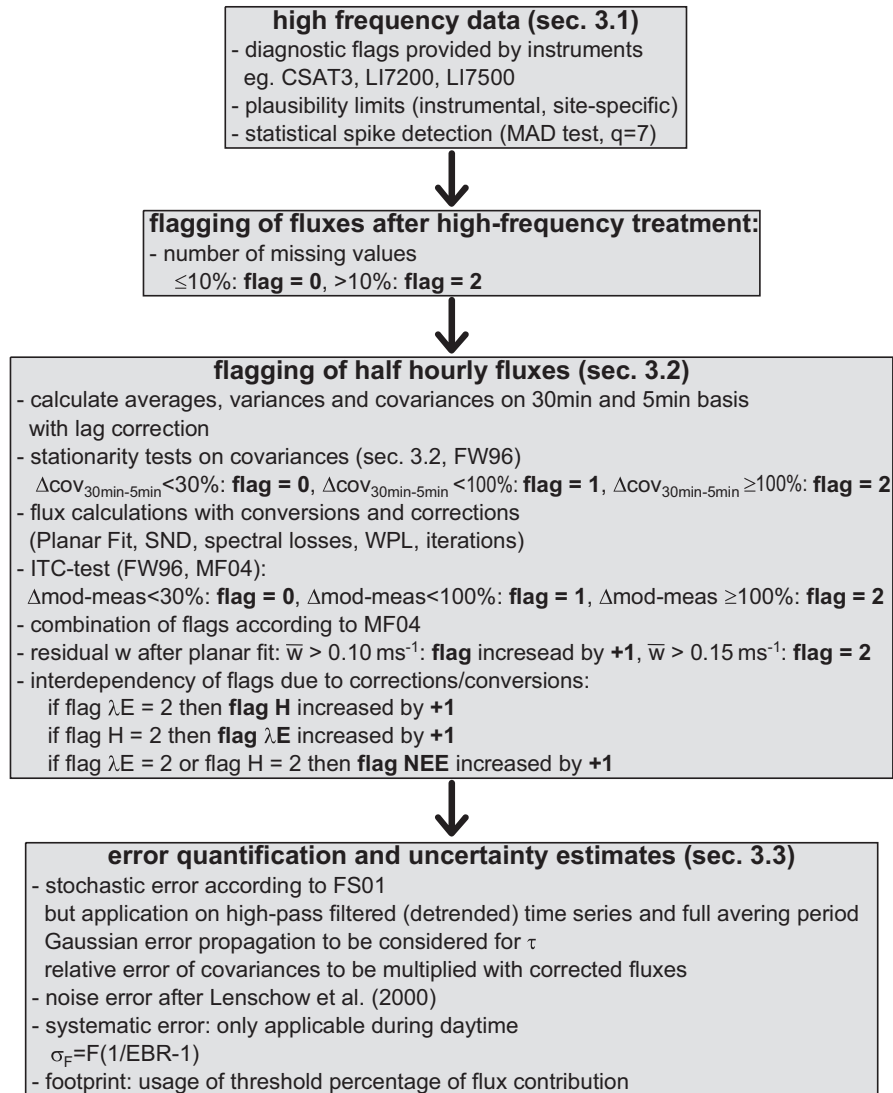 high frequency data (sec. 3.1)
- diagnostic flags provided by instruments
eg. CSAT3, LI7200, LI7500
- plausibility limits (instrumental, site-specific)
- statistical spike detection (MAD test, q=7)
flagging of fluxes after high-frequency treatment:
- number of missing values
≤10%: flag = 0, >10%: flag = 2
flagging of half hourly fluxes (sec. 3.2)
- calculate averages, variances and covariances on 30min and 5min basis
with lag correction
- stationarity tests on covariances (sec. 3.2, FW96)
Δcov30min-5min<30%: flag = 0, Δcov30min-5min <100%: flag = 1, Δcov30min-5min ≥100%: flag = 2
- flux calculations with conversions and corrections
(Planar Fit, SND, spectral losses, WPL, iterations)
- ITC-test (FW96, MF04):
Δmod-meas<30%: flag = 0, Δmod-meas<100%: flag = 1, Δmod-meas ≥100%: flag = 2
- combination of flags according to MF04
- residual w after planar fit: w̅ > 0.10 ms⁻¹: flag incresead by +1, w̅ > 0.15 ms⁻¹: flag = 2
- interdependency of flags due to corrections/conversions:
if flag λE = 2 then flag H increased by +1
if flag H = 2 then flag λE increased by +1
if flag λE = 2 or flag H = 2 then flag NEE increased by +1
error quantification and uncertainty estimates (sec. 3.3)
- stochastic error according to FS01
but application on high-pass filtered (detrended) time series and full avering period
Gaussian error propagation to be considered for τ
relative error of covariances to be multiplied with corrected fluxes
- noise error after Lenschow et al. (2000)
- systematic error: only applicable during daytime
σF=F(1/EBR-1)
- footprint: usage of threshold percentage of flux contribution